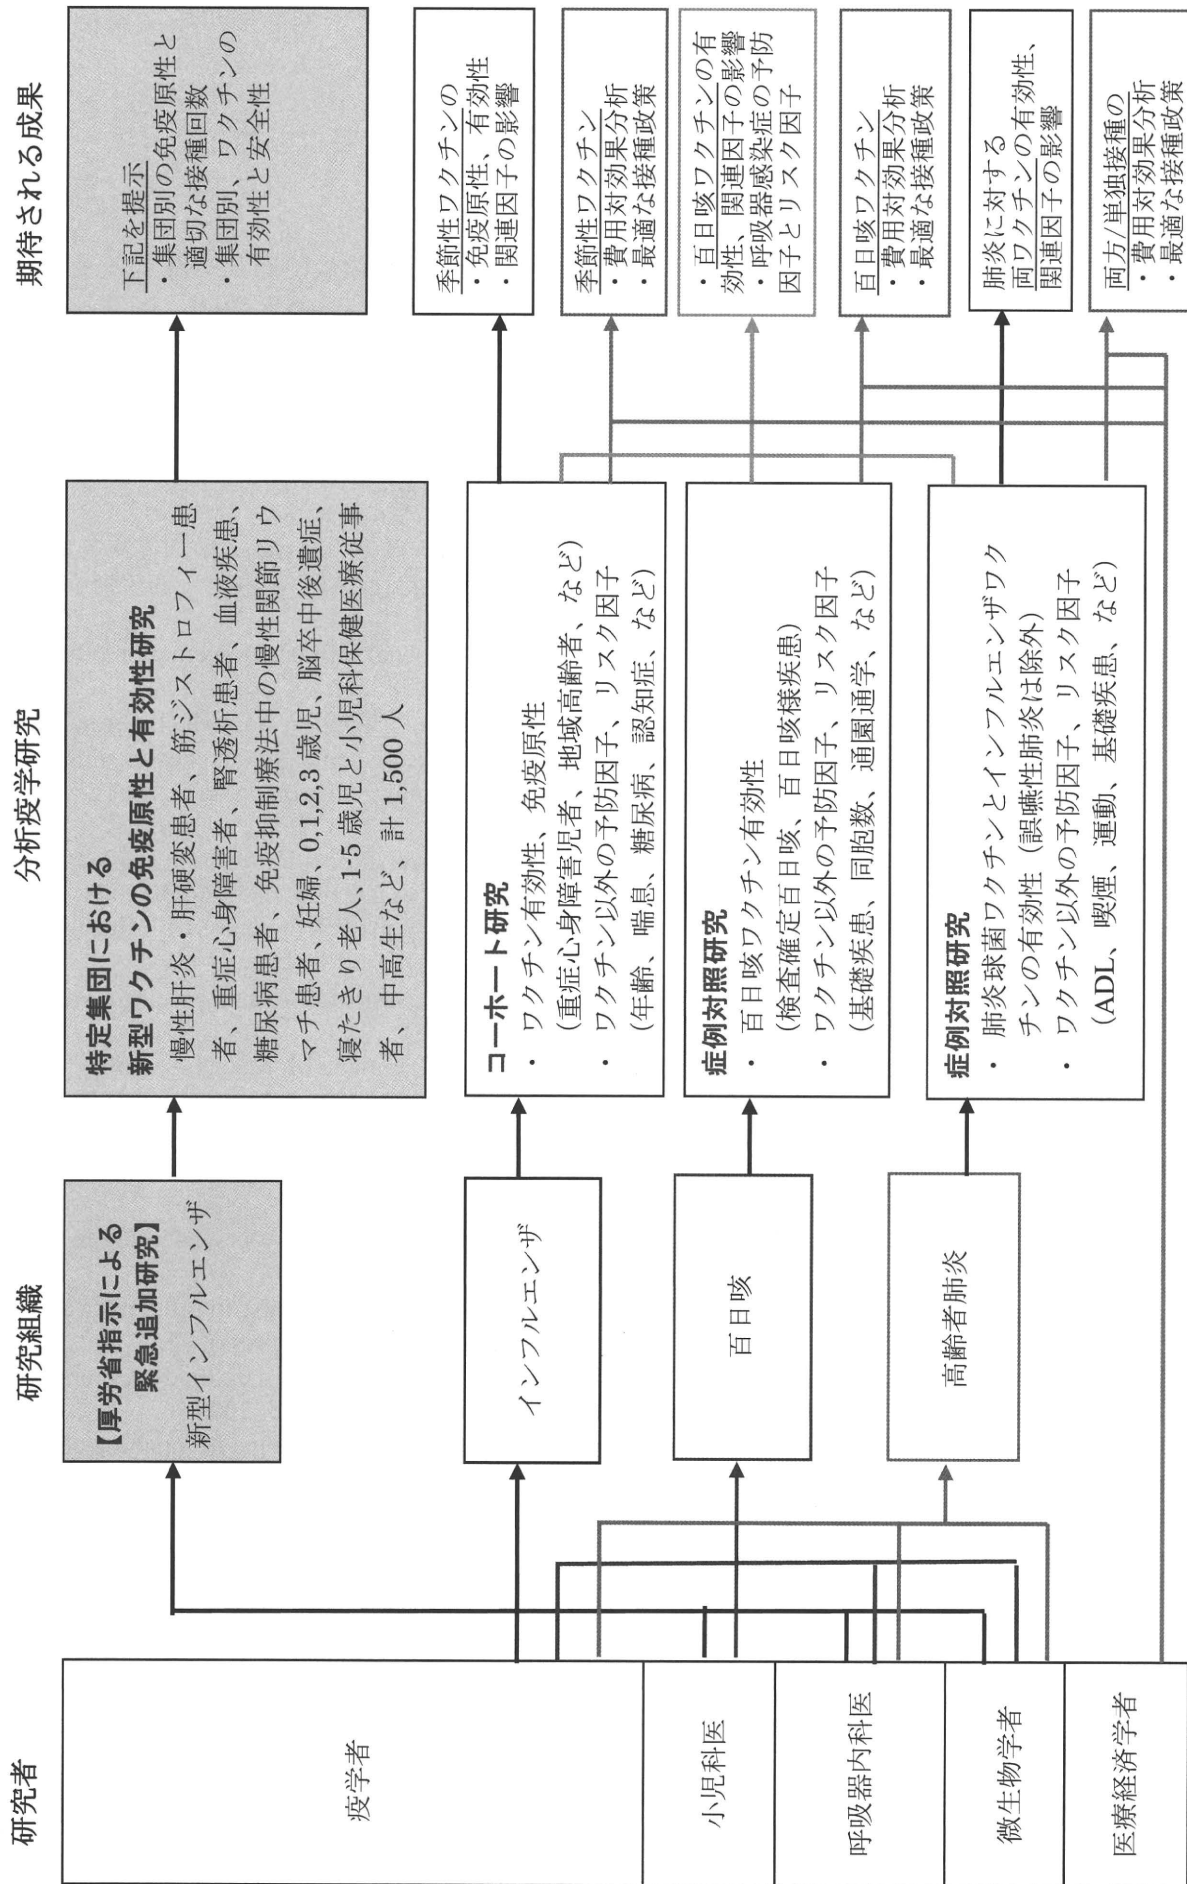 研究者
疫学者
小児科医
呼吸器内科医
微生物学者
医療経済学者
研究組織
【厚労省指示による
緊急追加研究】
新型インフルエンザ
インフルエンザ
百日咳
高齢者肺炎
分析疫学研究
特定集団における
新型ワクチンの免疫原性と有効性研究
慢性肝炎・肝硬変患者、筋ジストロフィー患
者、重症心身障害者、腎透析患者、血液疾患、
糖尿病患者、免疫抑制療法中の慢性関節リウ
マチ患者、妊婦、0,1,2,3 歳児、脳卒中後遺症、
寝たきり老人、1-5 歳児と小児科保健医療従事
者、中高生など、計 1,500 人
コーホート研究
・ ワクチン有効性、免疫原性
(重症心身障害児者、地域高齢者、など)
・ ワクチン以外の予防因子、リスク因子
(年齢、喘息、糖尿病、認知症、など)
症例対照研究
・ 百日咳ワクチン有効性
(検査確定百日咳、百日咳様疾患)
・ ワクチン以外の予防因子、リスク因子
(基礎疾患、同胞数、通園通学、など)
症例対照研究
・ 肺炎球菌ワクチンとインフルエンザワク
チンの有効性（誤嚥性肺炎は除外）
・ ワクチン以外の予防因子、リスク因子
(ADL、喫煙、運動、基礎疾患、など)
期待される成果
下記を提示
・ 集団別の免疫原性と
適切な接種回数
・ 集団別、ワクチンの
有効性と安全性
季節性ワクチンの
・ 免疫原性、有効性
・ 関連因子の影響
季節性ワクチン
・ 費用対効果分析
・ 最適な接種政策
・ 百日咳ワクチンの有
効性、関連因子の影響
・ 呼吸器感染症の予防
因子とリスク因子
百日咳ワクチン
・ 費用対効果分析
・ 最適な接種政策
肺炎に対する
両ワクチンの有効性、
関連因子の影響
両方/単独接種の
・ 費用対効果分析
・ 最適な接種政策